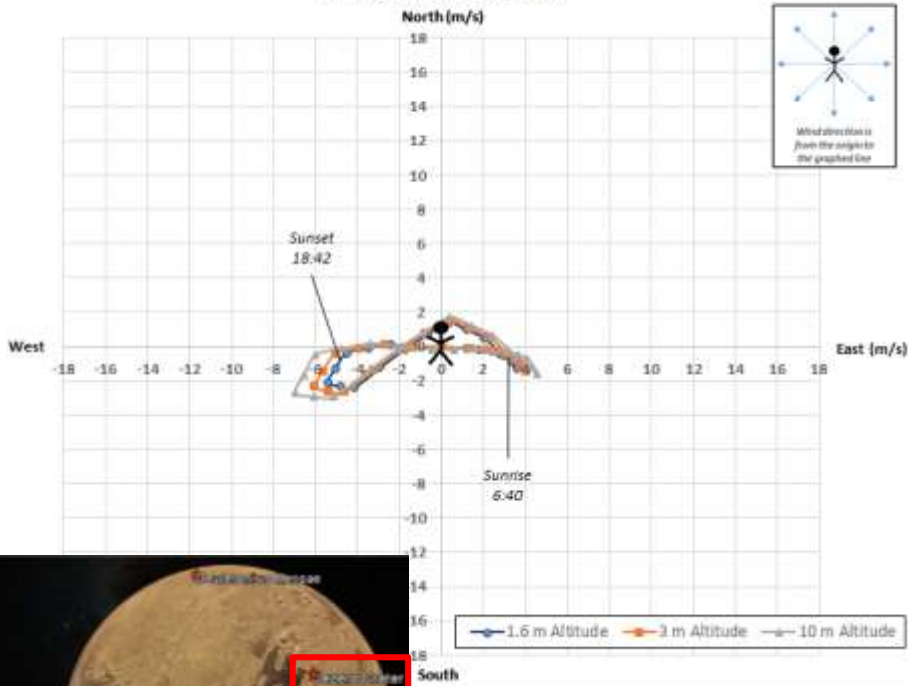 North (m/s)
18
16
14
12
10
8
6
4
2
0
-2
-4
-6
-8
-10
-12
14
16
18
South
West
East (m/s)
-18 -16 -14 -12 -10 -8 -6 -4 -2 0 2 4 6 8 10 12 14 16 18
Sunset
18:42
Sunrise
6:40
Wind direction is
from the origin to
the graphed line
1.6 m Altitude 3 m Altitude 10 m Altitude